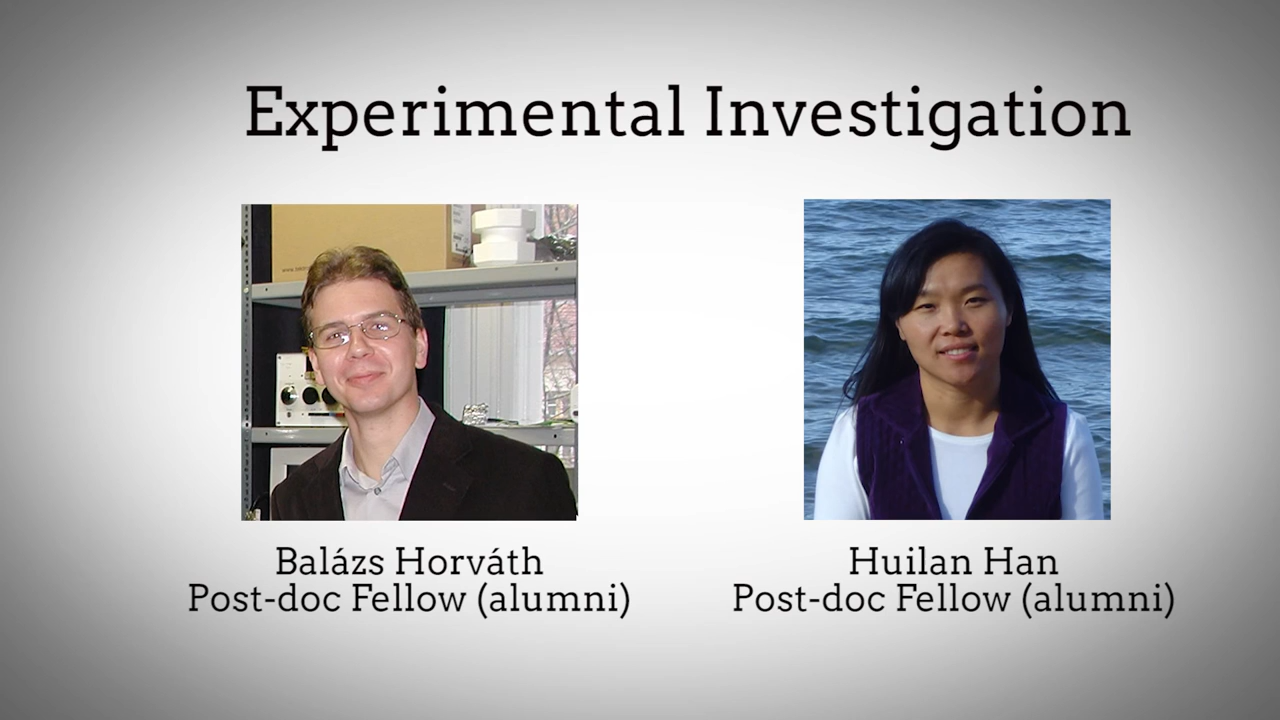 Experimental Investigation
Balázs Horváth
Post-doc Fellow (alumni)
Huilan Han
Post-doc Fellow (alumni)